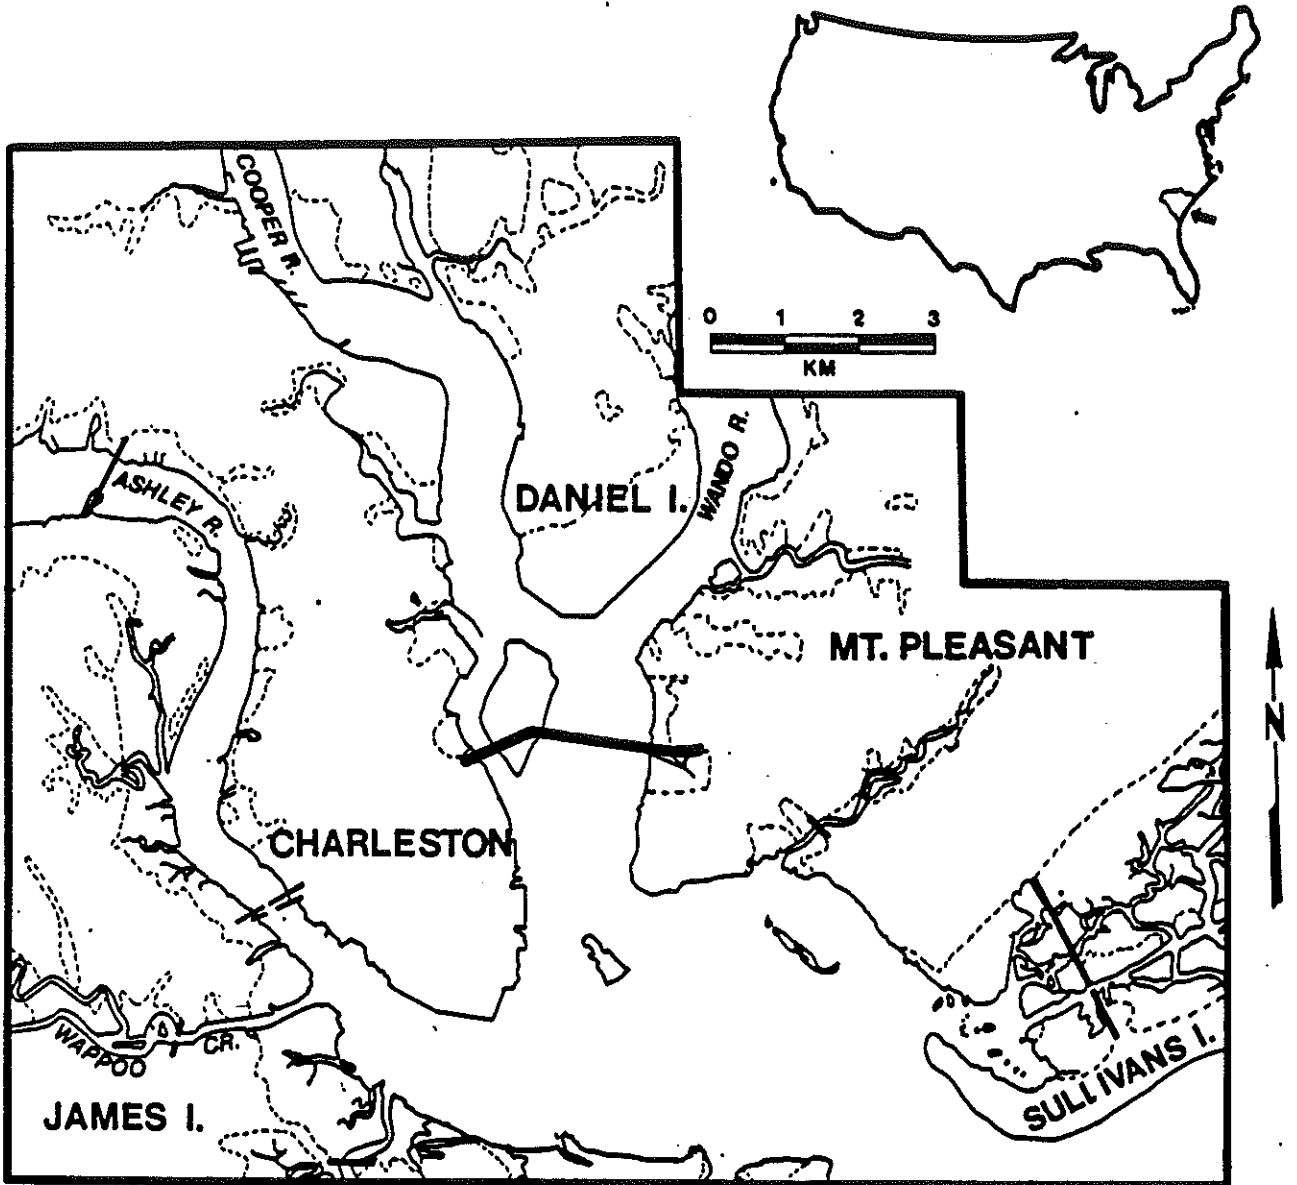 COOPER R.
0 1 2 3
KM
WANDO R.
ASHLEY R.
DANIEL I.
MT. PLEASANT
N
CHARLESTON
WAPPOO CR.
SULLIVANS I.
JAMES I.